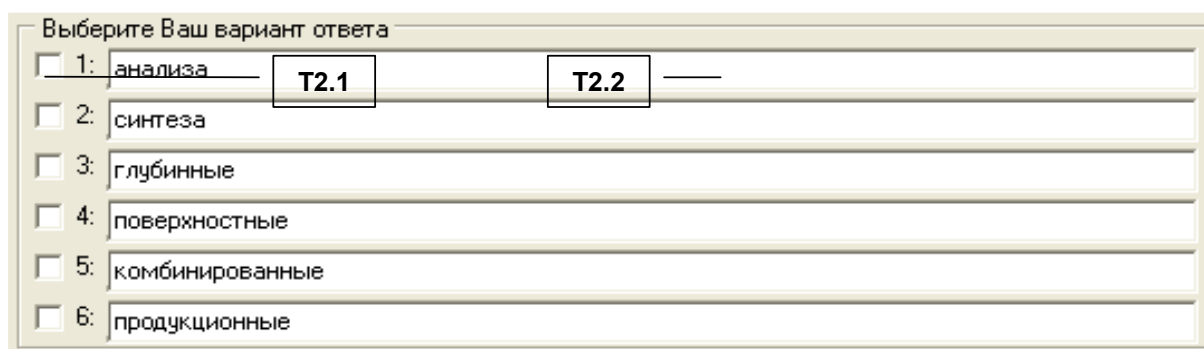 Выберите Ваш вариант ответа
1: анализа T2.1 T2.2
2: синтеза
3: глубинные
4: поверхностные
5: комбинированные
6: продукционные